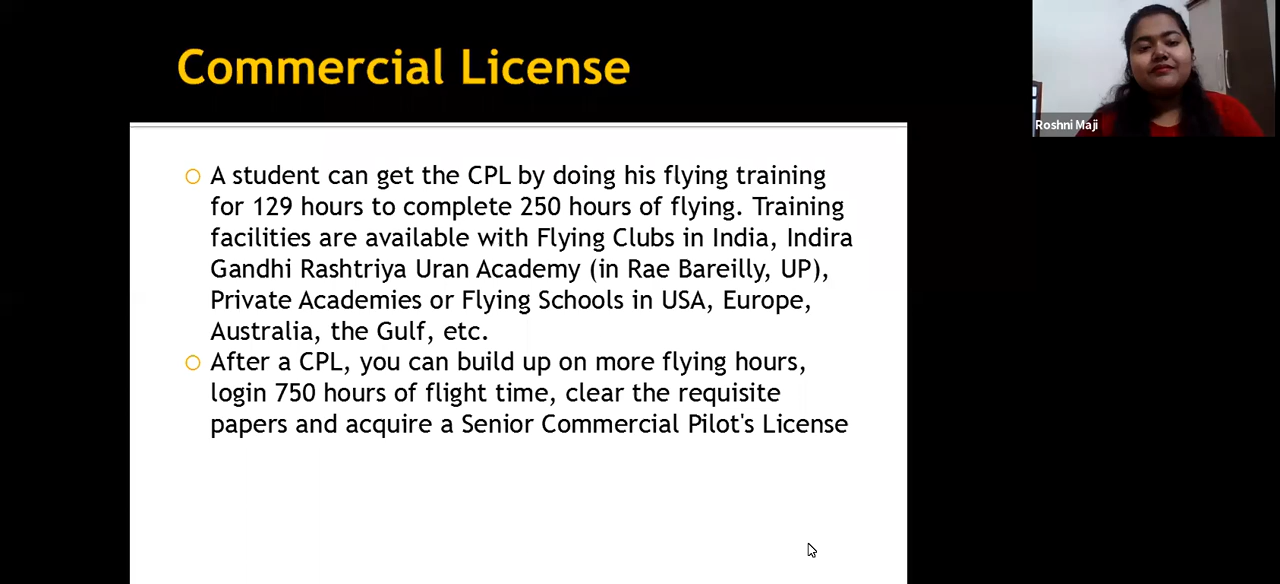 Commercial License
Roshni Maji
A student can get the CPL by doing his flying training
for 129 hours to complete 250 hours of flying. Training
facilities are available with Flying Clubs in India, Indira
Gandhi Rashtriya Uran Academy (in Rae Bareilly, UP),
Private Academies or Flying Schools in USA, Europe,
Australia, the Gulf, etc.
After a CPL, you can build up on more flying hours,
login 750 hours of flight time, clear the requisite
papers and acquire a Senior Commercial Pilot's License